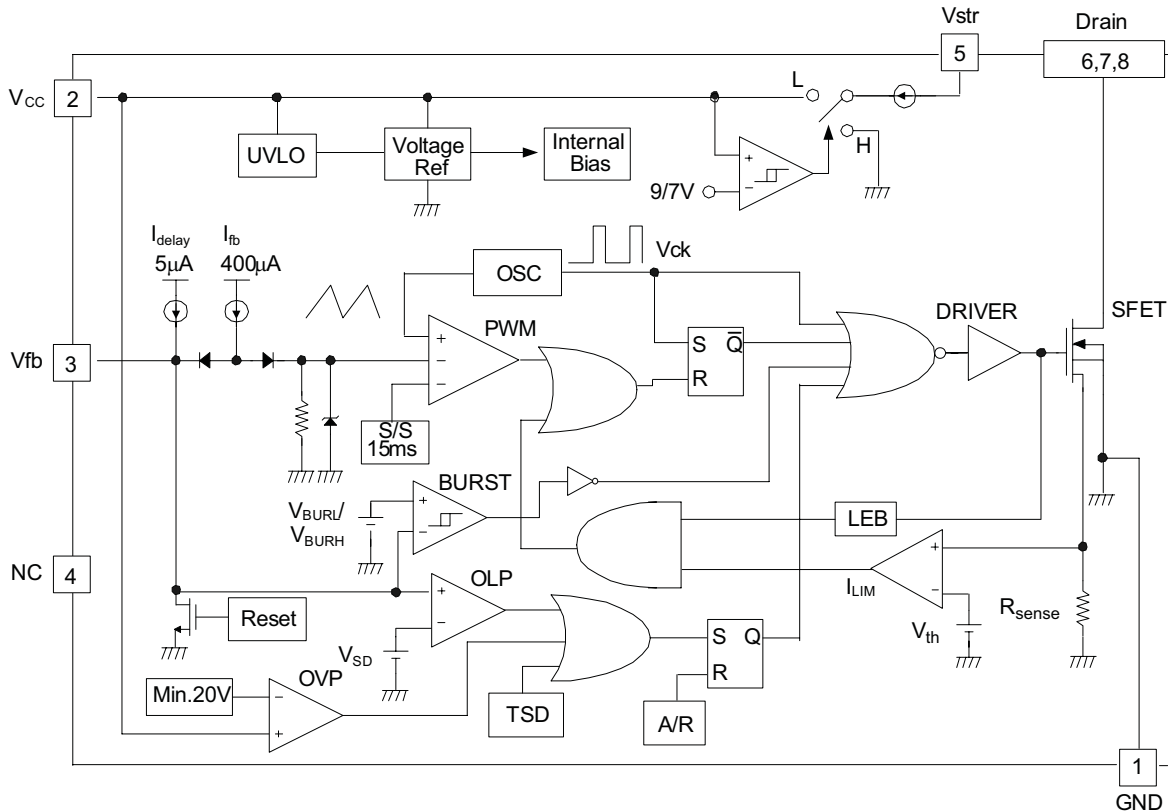 Vstr
Drain
5
6,7,8
VCC
2
L
H
UVLO
Voltage
Ref
Internal
Bias
+
−
9/7V
Idelay
5μA
Ifb
400μA
OSC
Vck
PWM
DRIVER
SFET
Vfb
3
+
−
−
S
Q̅
R
S/S
15ms
BURST
VBURL/
VBURH
+
−
LEB
NC
4
OLP
ILIM
+
−
Rsense
Vth
Reset
+
−
VSD
S
Q
R
OVP
Min.20V
−
+
TSD
A/R
1
GND